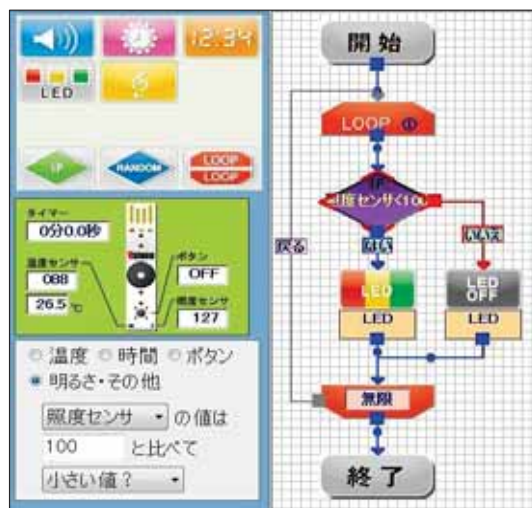 12:34
LED
IF
RANDOM
LOOP
LOOP
タイマー
0分0.0秒
温度センサ
088
26.5 ℃
ボタン
OFF
照度センサ
127
温度 時間 ボタン
明るさ・その他
照度センサ の値は
100 と比べて
小さい値?
開始
LOOP ①
IF
照度センサ<100
戻る
はい
いいえ
LED
LED
LED OFF
LED
無限
終了